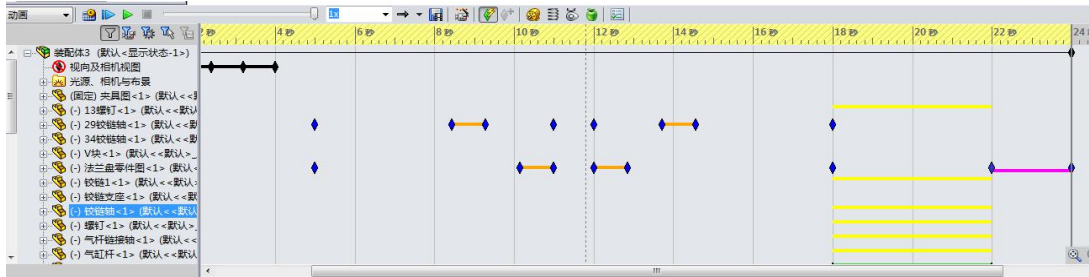 动画
1x
2 秒 4 秒 6 秒 8 秒 10 秒 12 秒 14 秒 16 秒 18 秒 20 秒 22 秒 24
装配体3 (默认<显示状态-1>)
视向及相机视图
光源、相机与布景
(固定) 夹具图<1> (默认<<默
(-) 13螺钉<1> (默认<<默认
(-) 29铰链轴<1> (默认<<默
(-) 34铰链轴<1> (默认<<默
(-) V块<1> (默认<<默认>_
(-) 法兰盘零件图<1> (默认<
(-) 铰链1<1> (默认<<默认>
(-) 铰链支座<1> (默认<<默
(-) 铰链轴<1> (默认<<默认
(-) 螺钉<1> (默认<<默认>_
(-) 气杆链接轴<1> (默认<<
(-) 气缸杆<1> (默认<<默认